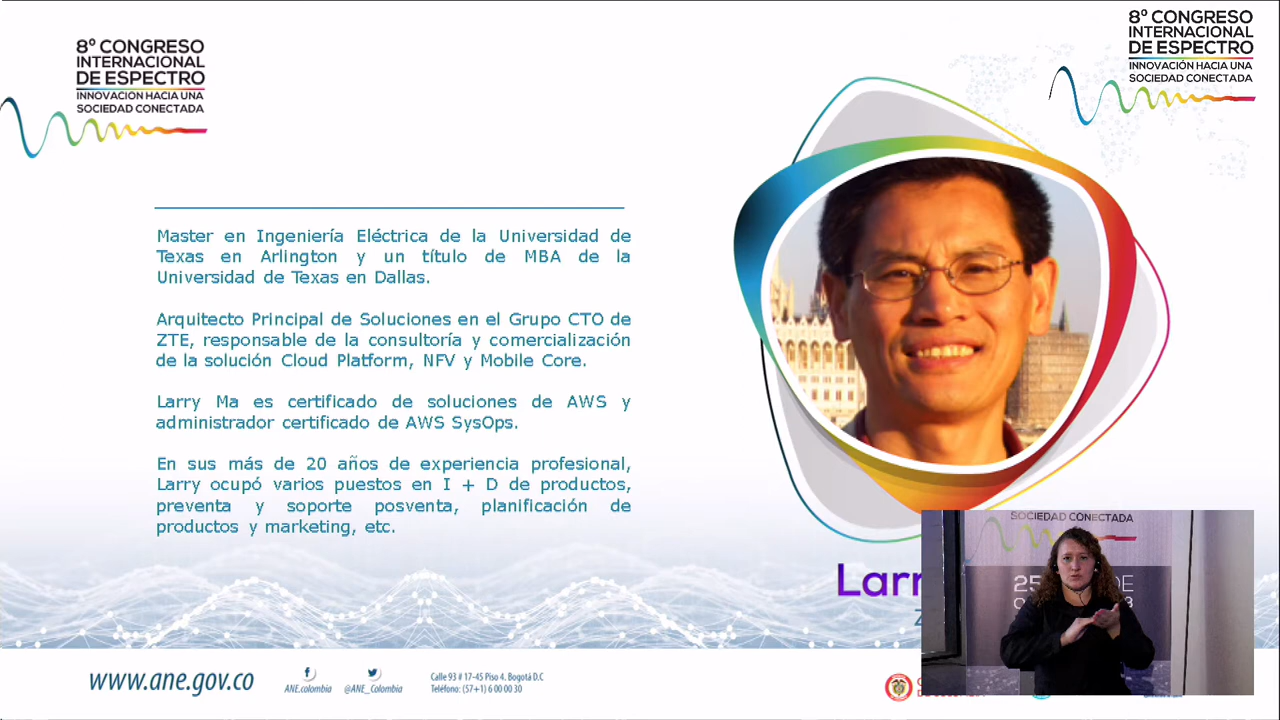 8º CONGRESO
INTERNACIONAL
DE ESPECTRO
INNOVACIÓN HACIA UNA
SOCIEDAD CONECTADA
8º CONGRESO
INTERNACIONAL
DE ESPECTRO
INNOVACIÓN HACIA UNA
SOCIEDAD CONECTADA
Master en Ingeniería Eléctrica de la Universidad de
Texas en Arlington y un título de MBA de la
Universidad de Texas en Dallas.
Arquitecto Principal de Soluciones en el Grupo CTO de
ZTE, responsable de la consultoría y comercialización
de la solución Cloud Platform, NFV y Mobile Core.
Larry Ma es certificado de soluciones de AWS y
administrador certificado de AWS SysOps.
En sus más de 20 años de experiencia profesional,
Larry ocupó varios puestos en I + D de productos,
preventa y soporte posventa, planificación de
productos y marketing, etc.
SOCIEDAD CONECTADA
25
DE
Larr
www.ane.gov.co
ANE.colombia
@ANE_Colombia
Calle 93 # 17-45 Piso 4. Bogotá D.C
Teléfono: (57+1) 6 00 00 30